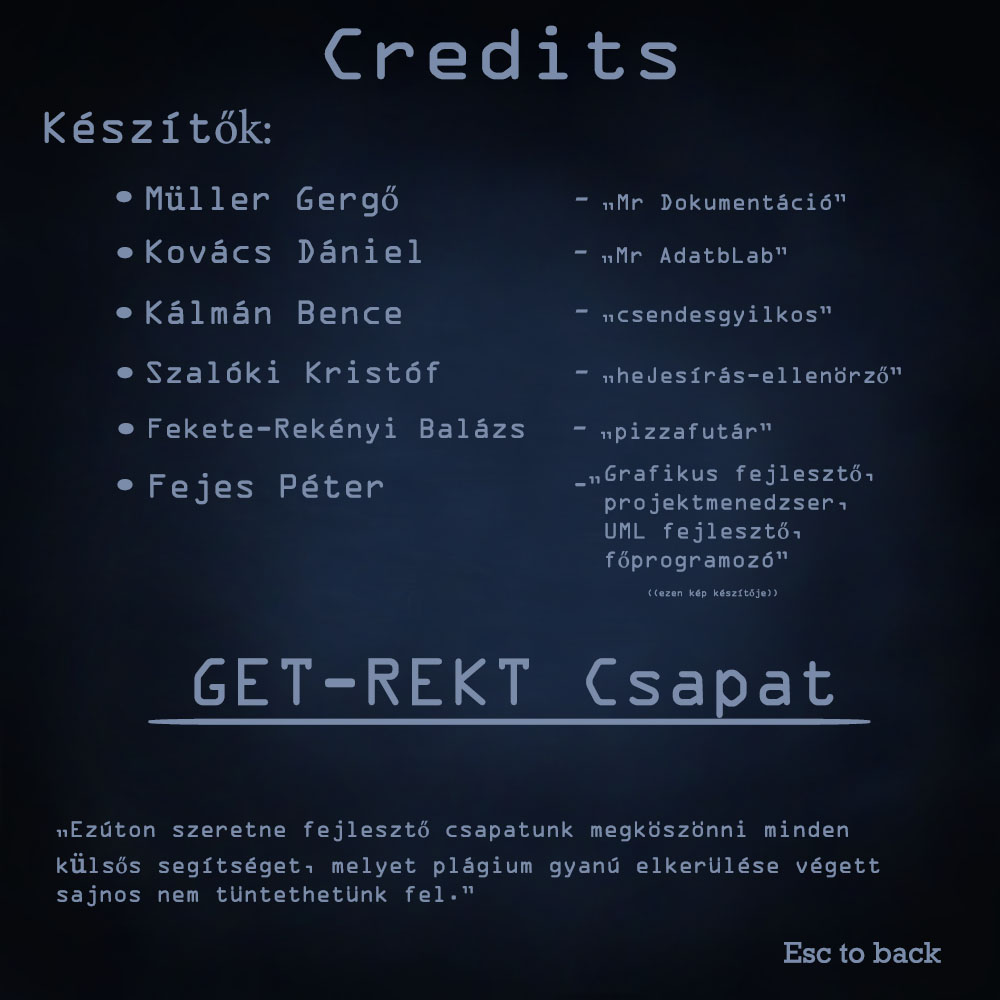 Credits
Készítők:
• Müller Gergő - „Mr Dokumentáció”
• Kovács Dániel - „Mr AdatbLab”
• Kálmán Bence - „csendesgyilkos”
• Szalóki Kristóf - „heJesírás-ellenörző”
• Fekete-Rekényi Balázs - „pizzafutár”
• Fejes Péter - „Grafikus fejlesztő,
projektmenedzser,
UML fejlesztő,
főprogramozó”
((ezen kép készítője))
GET-REKT Csapat
„Ezúton szeretne fejlesztő csapatunk megköszönni minden
külsős segítséget, melyet plágium gyanú elkerülése végett
sajnos nem tüntethetünk fel.”
Esc to back